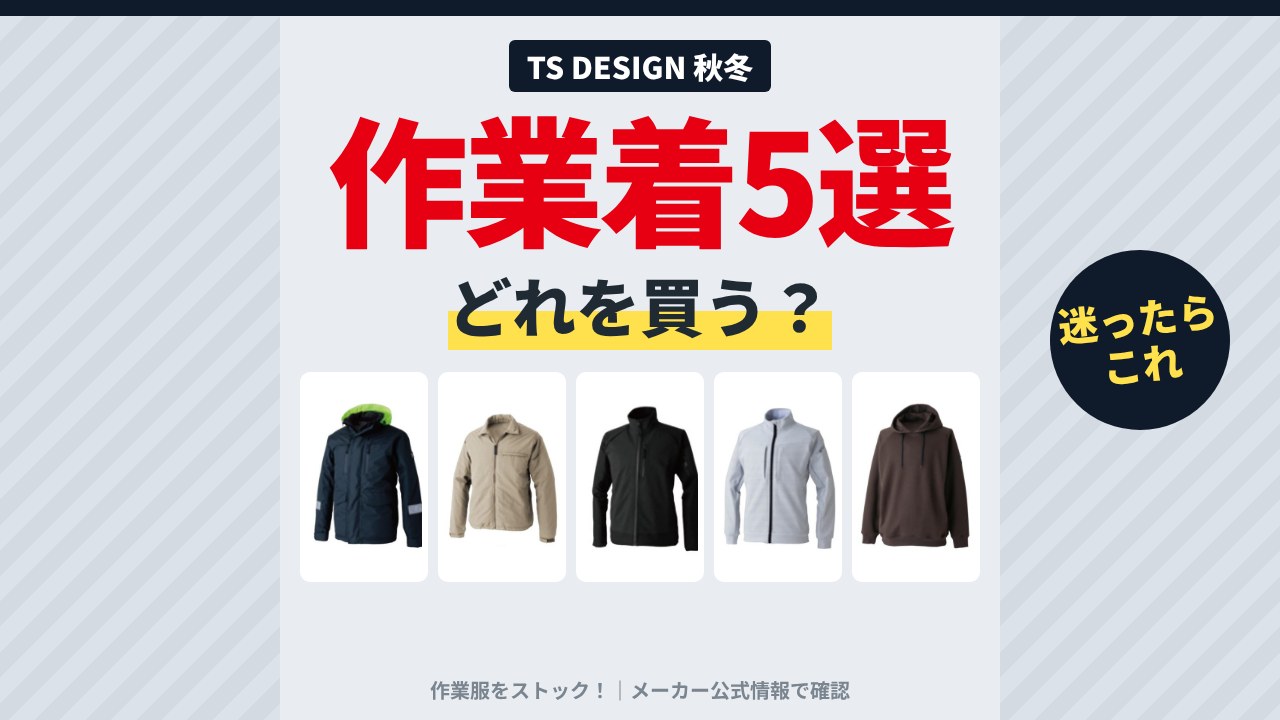 TS DESIGN 秋冬
作業着5選
どれを買う？
迷ったら
これ
作業服をストック！｜メーカー公式情報で確認